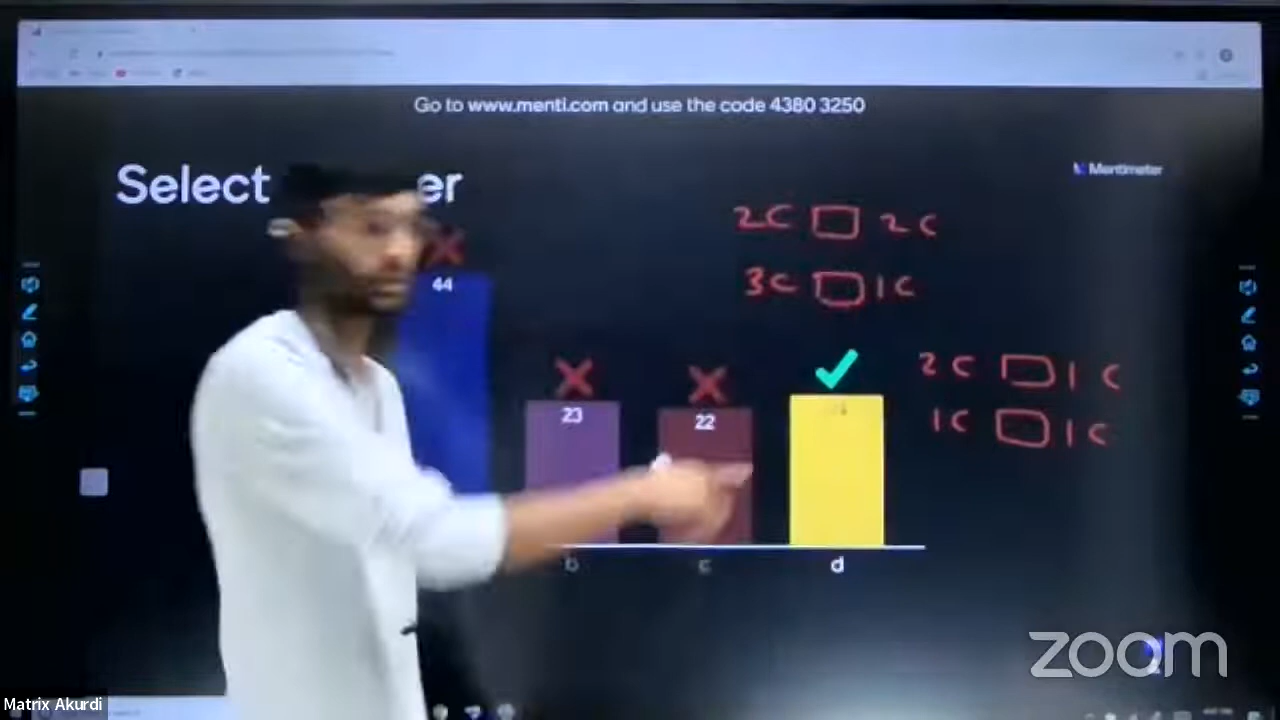 Go to www.menti.com and use the code 4380 3250
Select er
Mentimeter
2C 2C
3C 1C
44
23
22
2C 1C
1C 1C
b c d
zoom
Matrix Akurdi